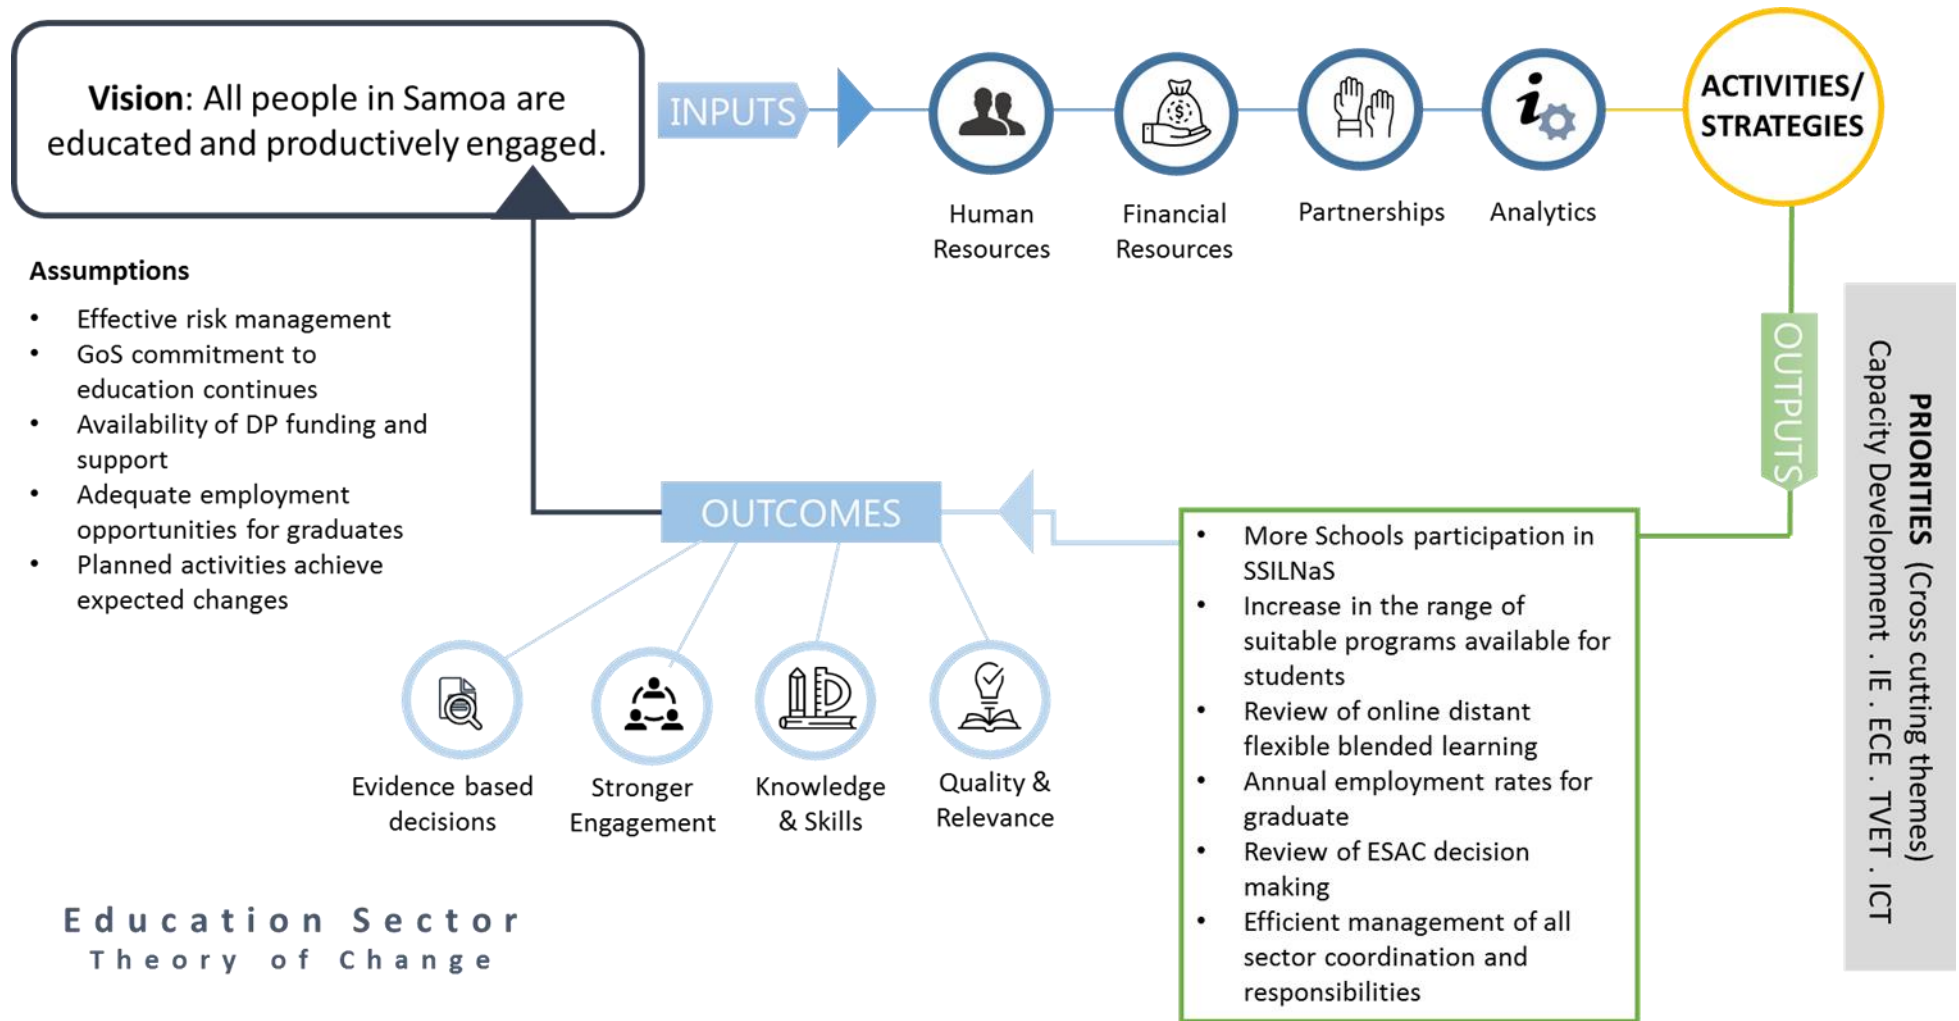 Vision: All people in Samoa are
educated and productively engaged.
INPUTS
Human
Resources
Financial
Resources
Partnerships
Analytics
ACTIVITIES/
STRATEGIES
Assumptions
• Effective risk management
• GoS commitment to
education continues
• Availability of DP funding and
support
• Adequate employment
opportunities for graduates
• Planned activities achieve
expected changes
OUTPUTS
PRIORITIES (Cross cutting themes)
Capacity Development . IE . ECE . TVET . ICT
• More Schools participation in
SSILNaS
• Increase in the range of
suitable programs available for
students
• Review of online distant
flexible blended learning
• Annual employment rates for
graduate
• Review of ESAC decision
making
• Efficient management of all
sector coordination and
responsibilities
OUTCOMES
Evidence based
decisions
Stronger
Engagement
Knowledge
& Skills
Quality &
Relevance
Education Sector
Theory of Change